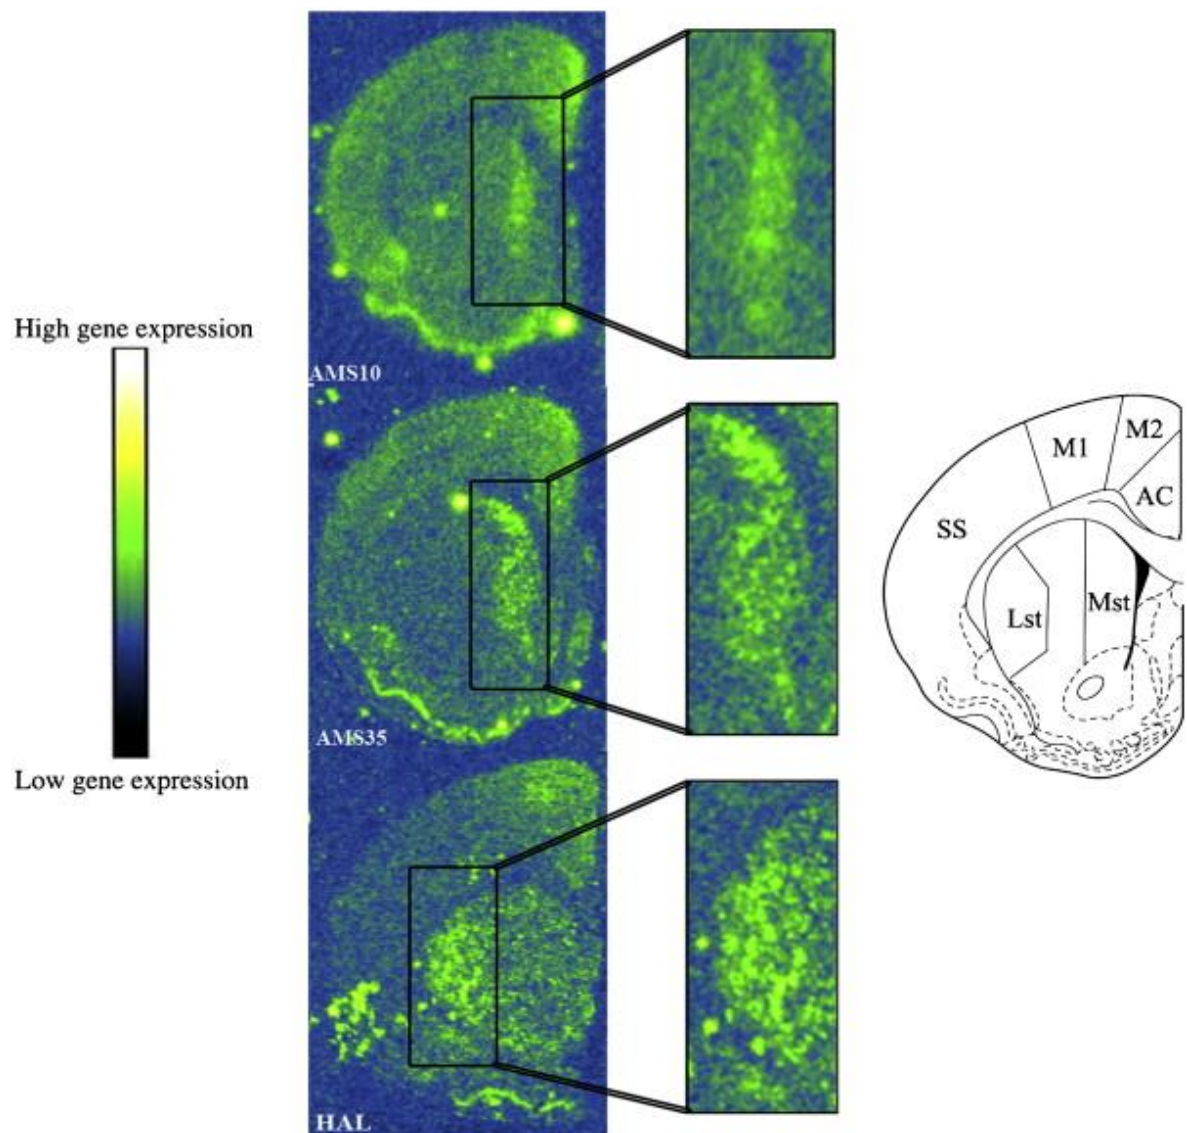 High gene expression
Low gene expression
AMS10
AMS35
HAL
M1
M2
AC
SS
Lst
Mst